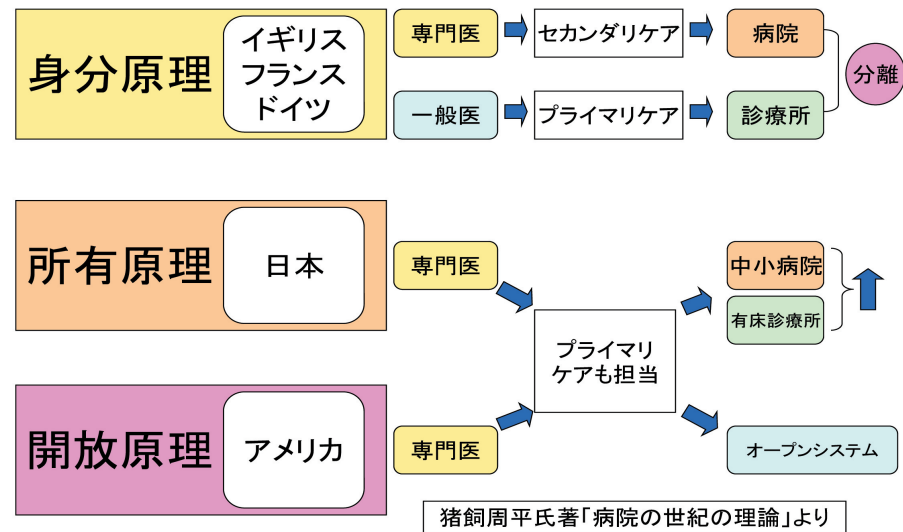 身分原理
イギリス
フランス
ドイツ
専門医
セカンダリケア
病院
一般医
プライマリケア
診療所
分離
所有原理
日本
専門医
中小病院
有床診療所
プライマリ
ケアも担当
開放原理
アメリカ
専門医
オープンシステム
猪飼周平氏著「病院の世紀の理論」より